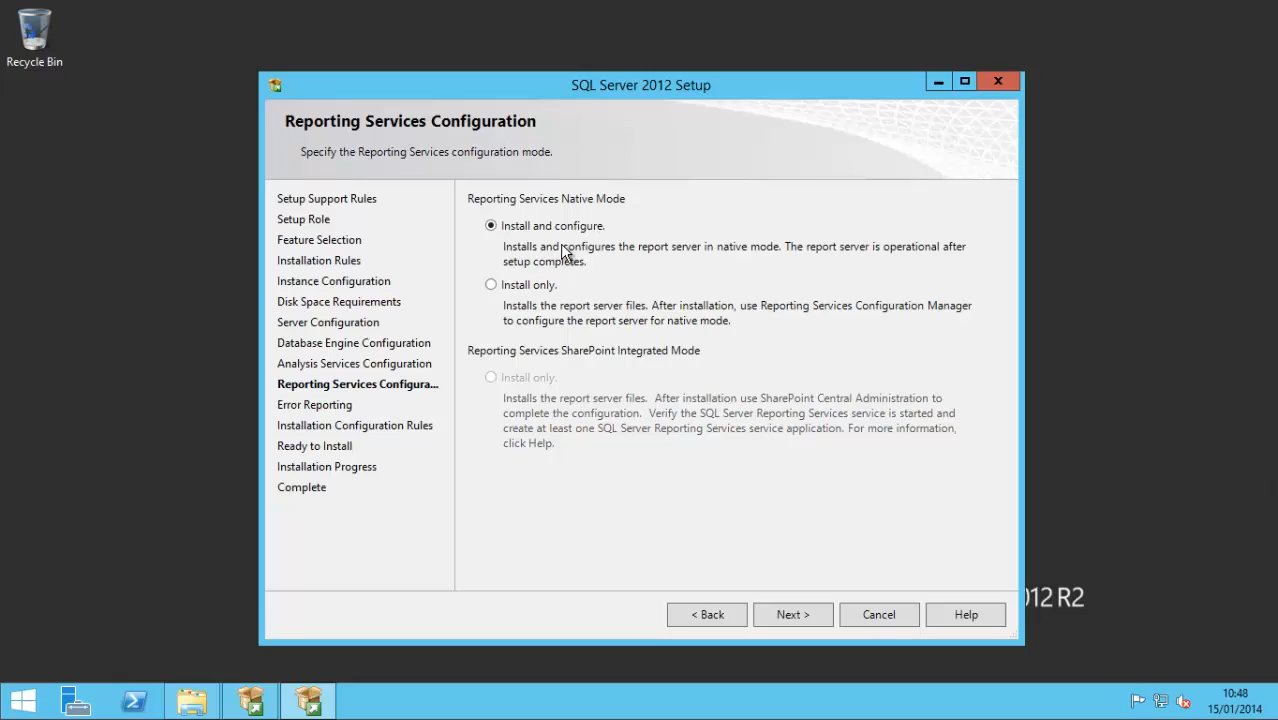 Recycle Bin
SQL Server 2012 Setup
Reporting Services Configuration
Specify the Reporting Services configuration mode.
Setup Support Rules
Setup Role
Feature Selection
Installation Rules
Instance Configuration
Disk Space Requirements
Server Configuration
Database Engine Configuration
Analysis Services Configuration
Reporting Services Configura...
Error Reporting
Installation Configuration Rules
Ready to Install
Installation Progress
Complete
Reporting Services Native Mode
Install and configure.
Installs and configures the report server in native mode. The report server is operational after
setup completes.
Install only.
Installs the report server files. After installation, use Reporting Services Configuration Manager
to configure the report server for native mode.
Reporting Services SharePoint Integrated Mode
Install only.
Installs the report server files. After installation use SharePoint Central Administration to
complete the configuration. Verify the SQL Server Reporting Services service is started and
create at least one SQL Server Reporting Services service application. For more information,
click Help.
< Back
Next >
Cancel
Help
012 R2
10:48
15/01/2014